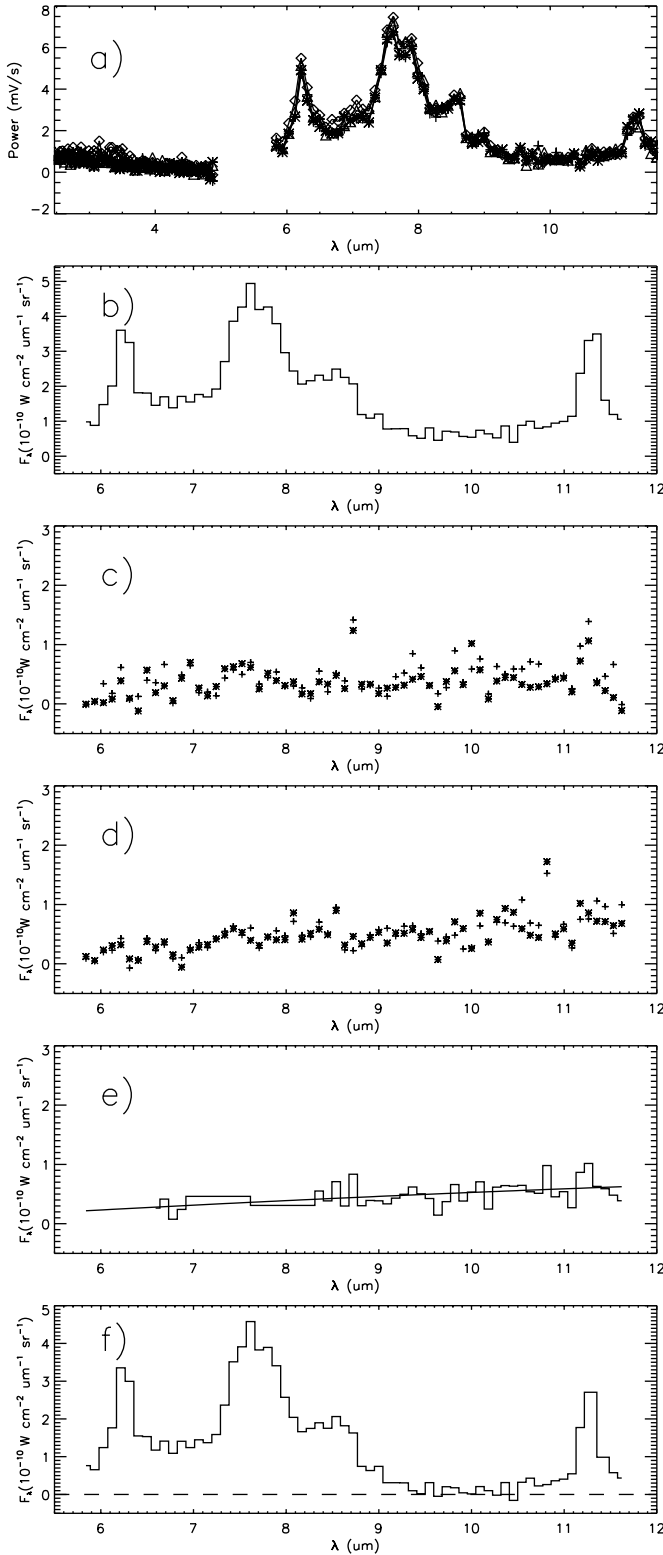 a)
Power (mV/s)
8
6
4
2
0
−2
4 6 8 10
λ (um)
b)
F_λ(10⁻¹⁰ W cm⁻² um⁻¹ sr⁻¹)
5
4
3
2
1
0
6 7 8 9 10 11 12
λ (um)
c)
F_λ(10⁻¹⁰W cm⁻² um⁻¹ sr⁻¹)
3
2
1
0
6 7 8 9 10 11 12
λ (um)
d)
F_λ(10⁻¹⁰W cm⁻² um⁻¹ sr⁻¹)
3
2
1
0
6 7 8 9 10 11 12
λ (um)
e)
F_λ(10⁻¹⁰W cm⁻² um⁻¹ sr⁻¹)
3
2
1
0
6 7 8 9 10 11 12
λ (um)
f)
F_λ(10⁻¹⁰ W cm⁻² um⁻¹ sr⁻¹)
5
4
3
2
1
0
6 7 8 9 10 11 12
λ (um)